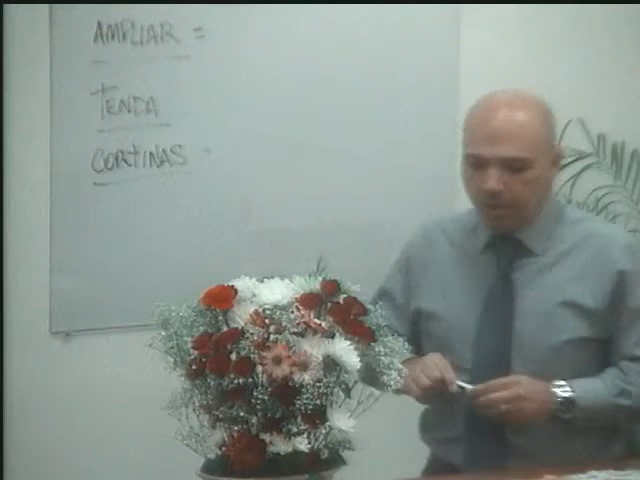 AMPLIAR =
TENDA
CORTINAS -